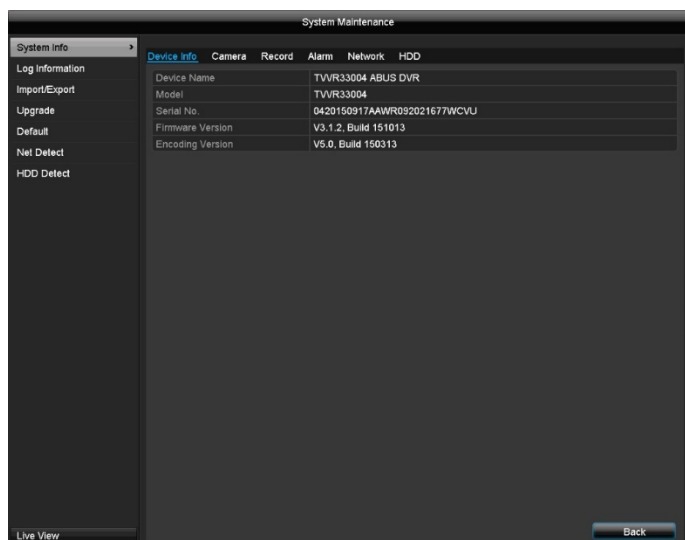 System Maintenance
System Info >
Log Information
Import/Export
Upgrade
Default
Net Detect
HDD Detect
Live View
Device Info Camera Record Alarm Network HDD
Device Name TVVR33004 ABUS DVR
Model TVVR33004
Serial No. 0420150917AAWR092021677WCVU
Firmware Version V3.1.2, Build 151013
Encoding Version V5.0, Build 150313
Back